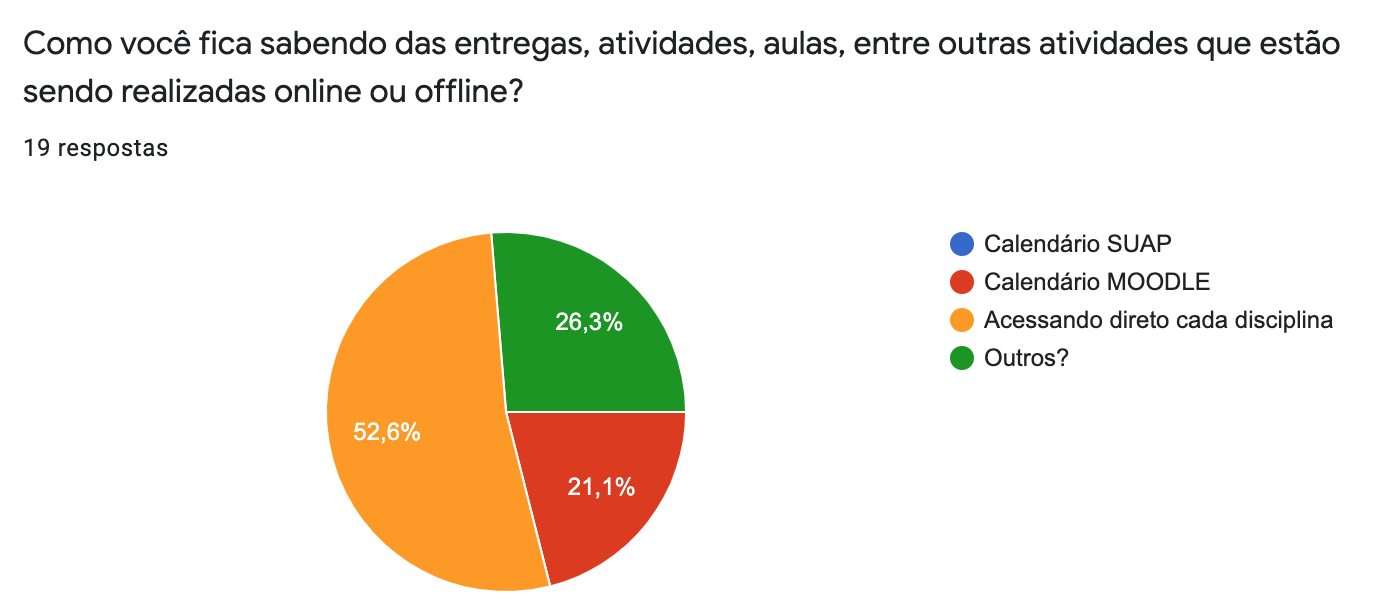 Como você fica sabendo das entregas, atividades, aulas, entre outras atividades que estão
sendo realizadas online ou offline?
19 respostas
Calendário SUAP
Calendário MOODLE
Acessando direto cada disciplina
Outros?
26,3%
52,6%
21,1%